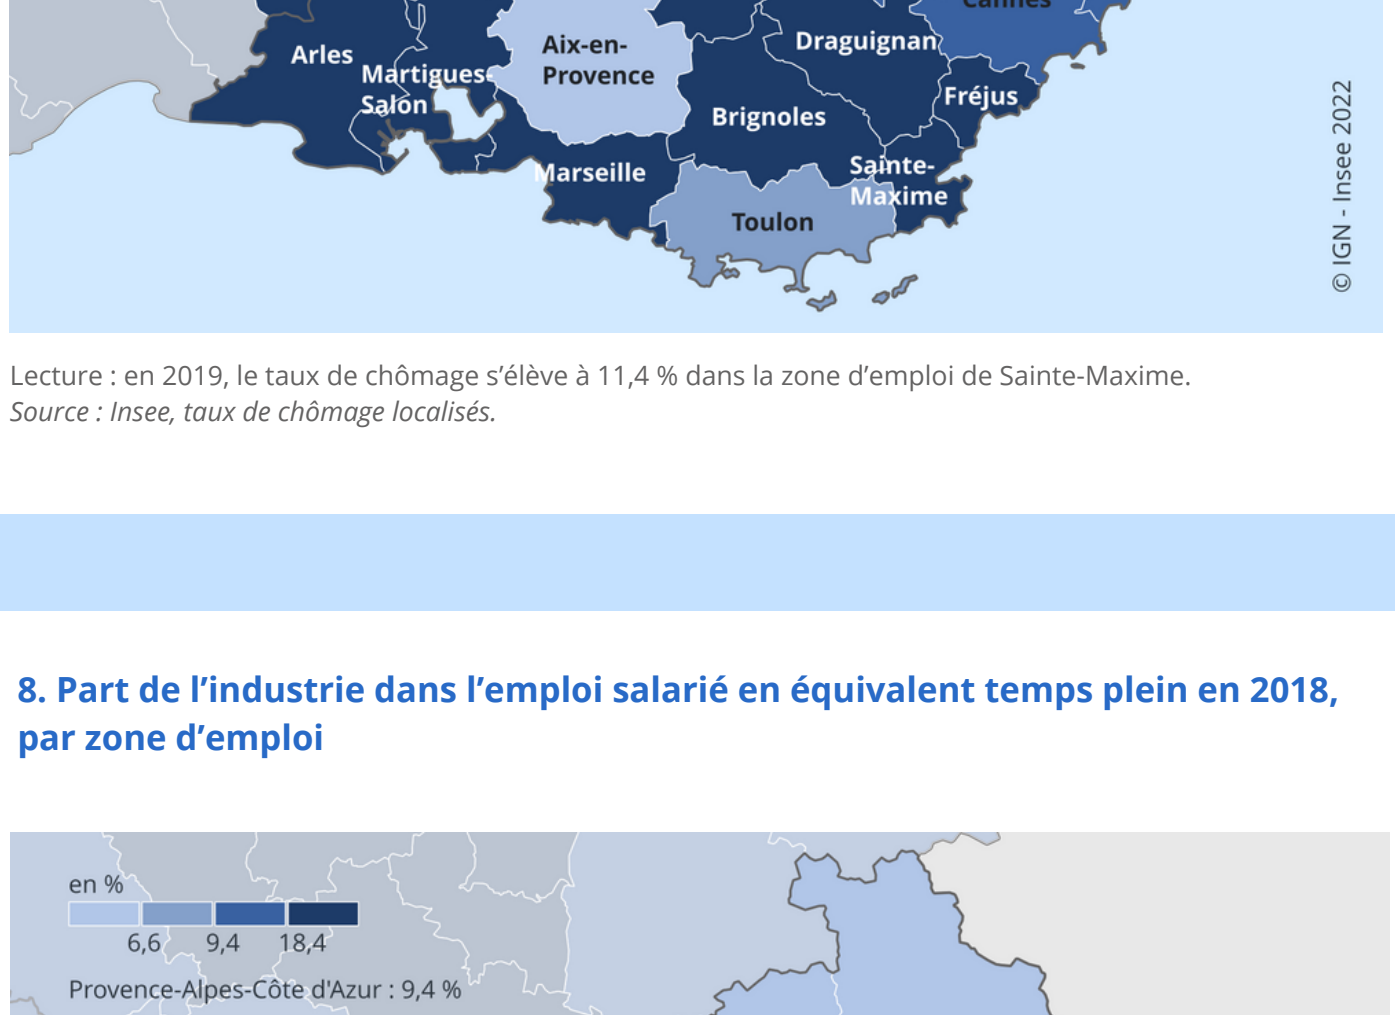 Cannes
Arles
Aix-en-
Provence
Draguignan
Martigues-
Salon
Fréjus
Brignoles
Marseille
Sainte-
Maxime
Toulon
© IGN - Insee 2022
Lecture : en 2019, le taux de chômage s’élève à 11,4 % dans la zone d’emploi de Sainte-Maxime.
Source : Insee, taux de chômage localisés.
8. Part de l’industrie dans l’emploi salarié en équivalent temps plein en 2018,
par zone d’emploi
en %
6,6 9,4 18,4
Provence-Alpes-Côte d'Azur : 9,4 %